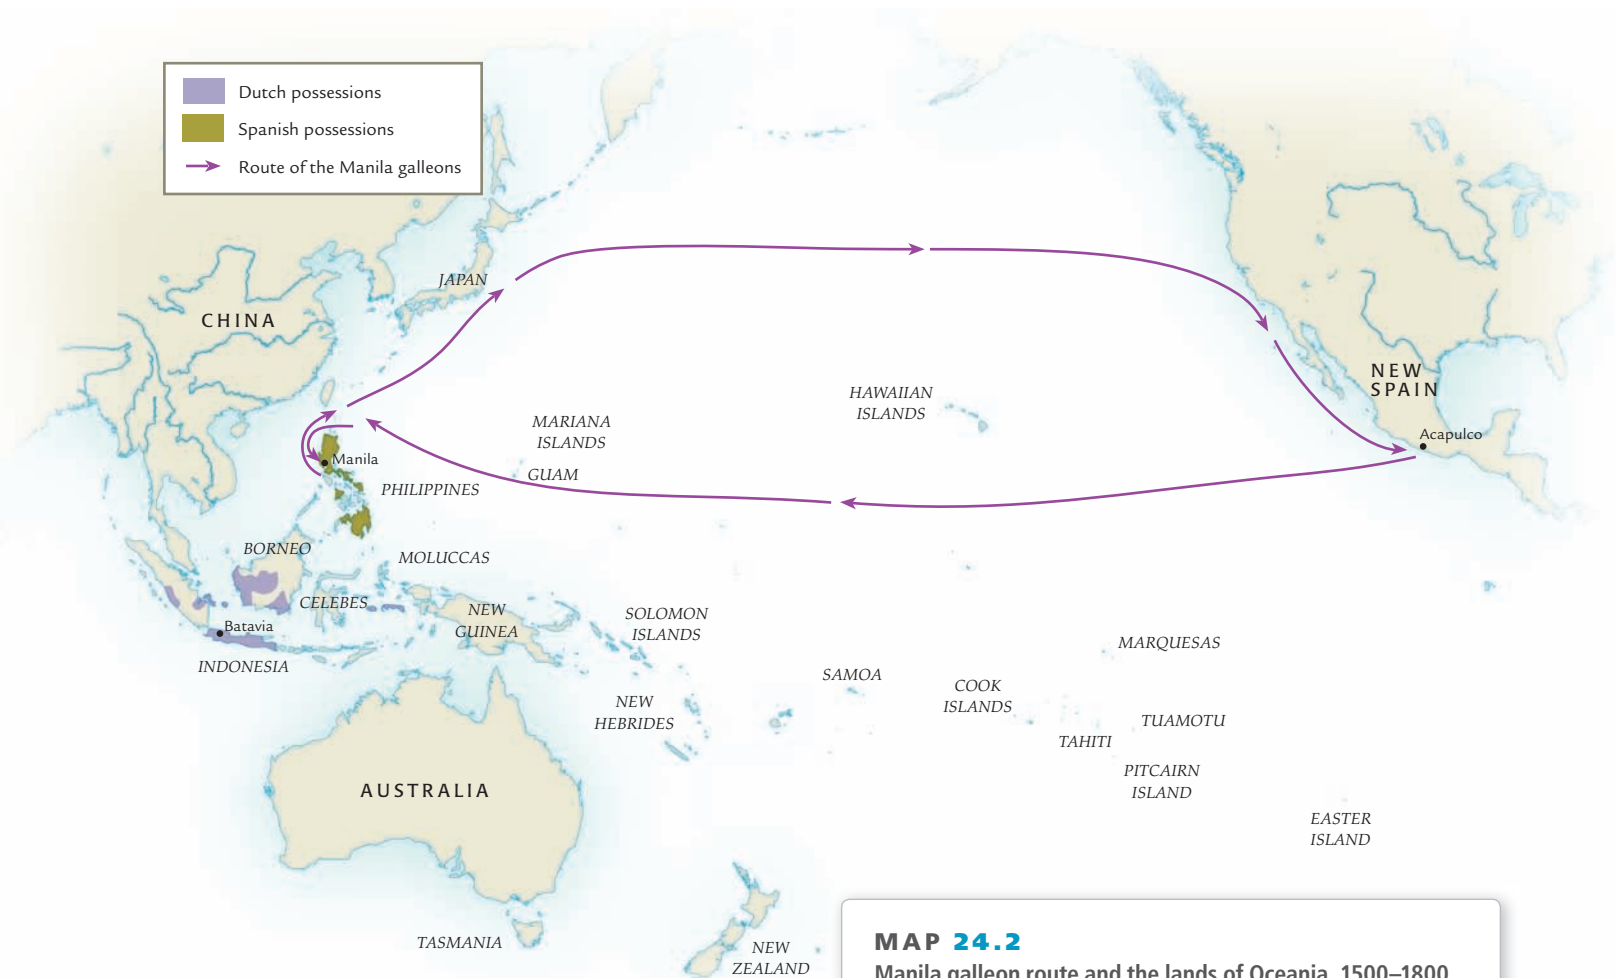 Dutch possessions
Spanish possessions
Route of the Manila galleons
JAPAN
CHINA
NEW
SPAIN
HAWAIIAN
ISLANDS
MARIANA
ISLANDS
Acapulco
Manila
GUAM
PHILIPPINES
BORNEO
MOLUCCAS
CELEBES
NEW
GUINEA
SOLOMON
ISLANDS
Batavia
INDONESIA
MARQUESAS
SAMOA
COOK
ISLANDS
NEW
HEBRIDES
TUAMOTU
TAHITI
PITCAIRN
ISLAND
AUSTRALIA
EASTER
ISLAND
TASMANIA
NEW
ZEALAND
MAP 24.2
Manila galleon route and the lands of Oceania, 1500–1800